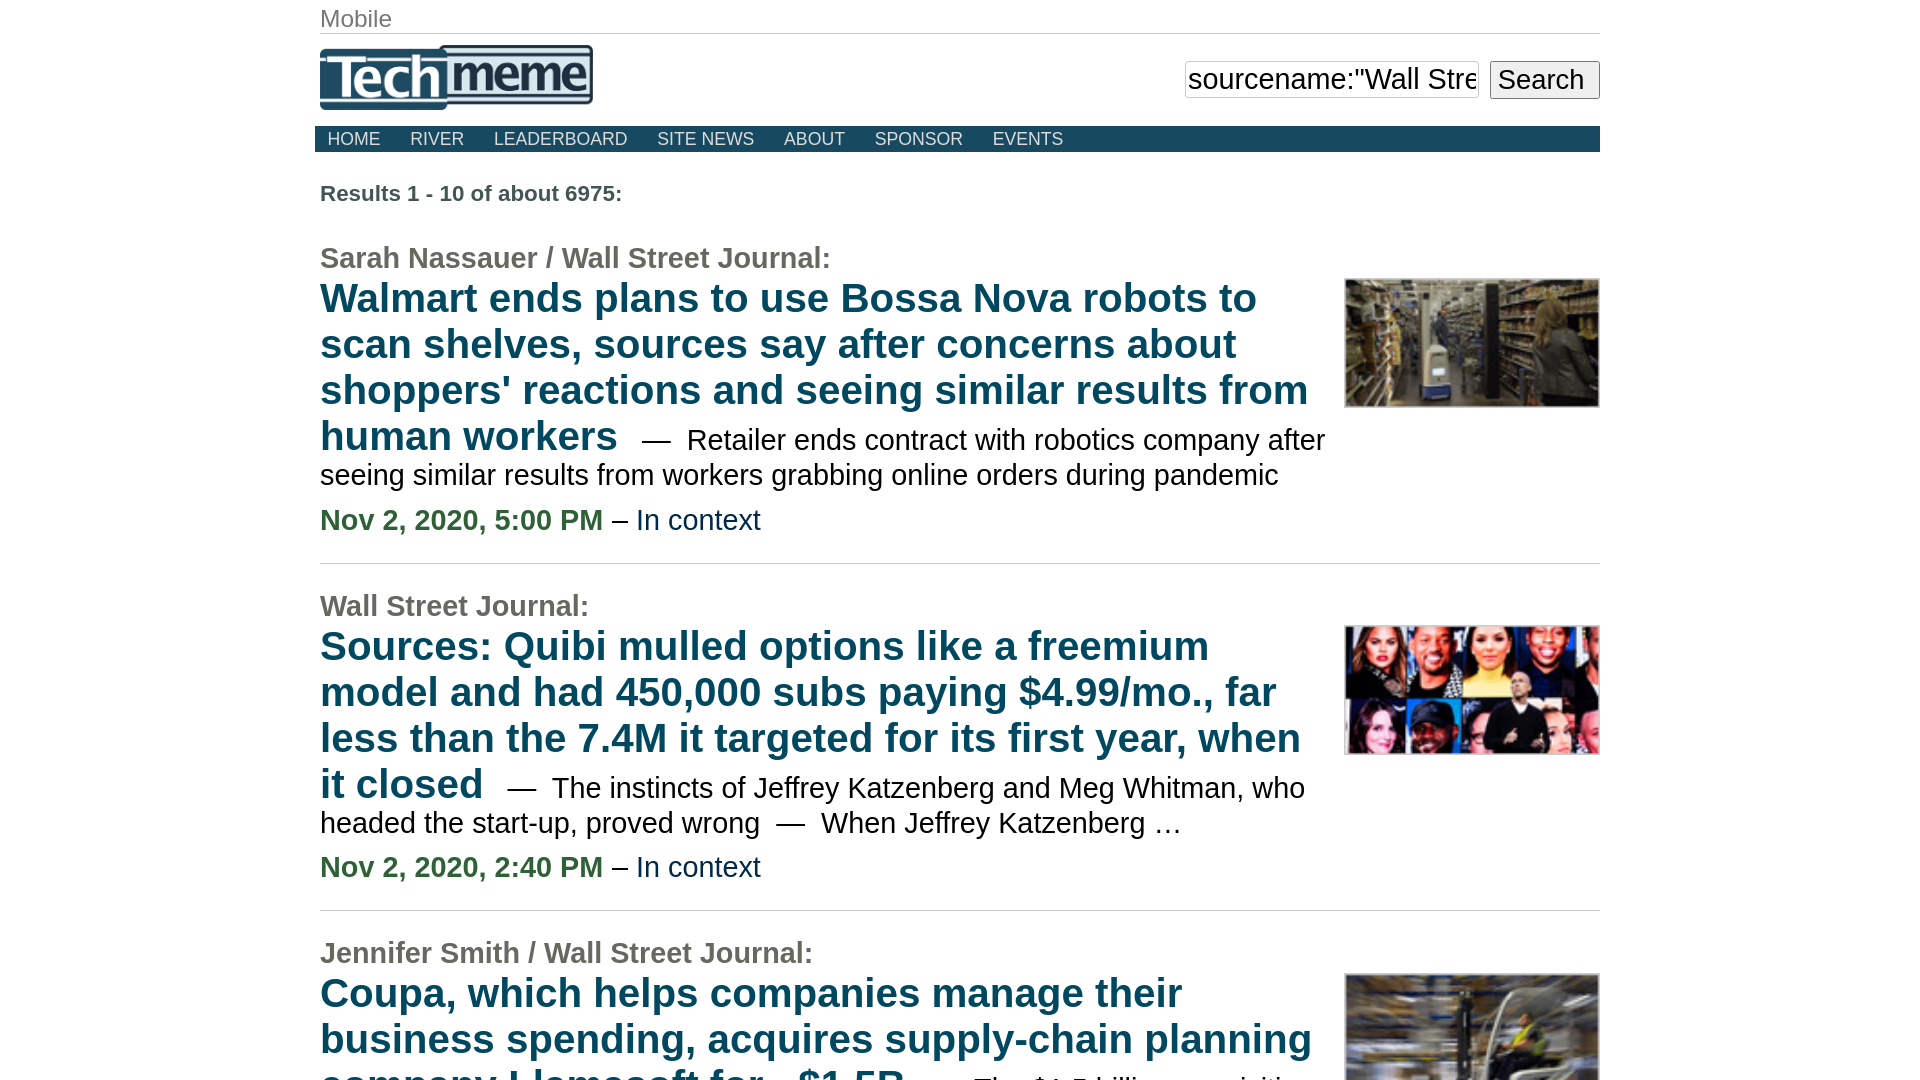 Mobile
Techmeme
sourcename:"Wall Stre
Search
HOME RIVER LEADERBOARD SITE NEWS ABOUT SPONSOR EVENTS
Results 1 - 10 of about 6975:
Sarah Nassauer / Wall Street Journal:
Walmart ends plans to use Bossa Nova robots to
scan shelves, sources say after concerns about
shoppers' reactions and seeing similar results from
human workers — Retailer ends contract with robotics company after
seeing similar results from workers grabbing online orders during pandemic
Nov 2, 2020, 5:00 PM – In context
Wall Street Journal:
Sources: Quibi mulled options like a freemium
model and had 450,000 subs paying $4.99/mo., far
less than the 7.4M it targeted for its first year, when
it closed — The instincts of Jeffrey Katzenberg and Meg Whitman, who
headed the start-up, proved wrong — When Jeffrey Katzenberg …
Nov 2, 2020, 2:40 PM – In context
Jennifer Smith / Wall Street Journal:
Coupa, which helps companies manage their
business spending, acquires supply-chain planning
company Llamasoft for